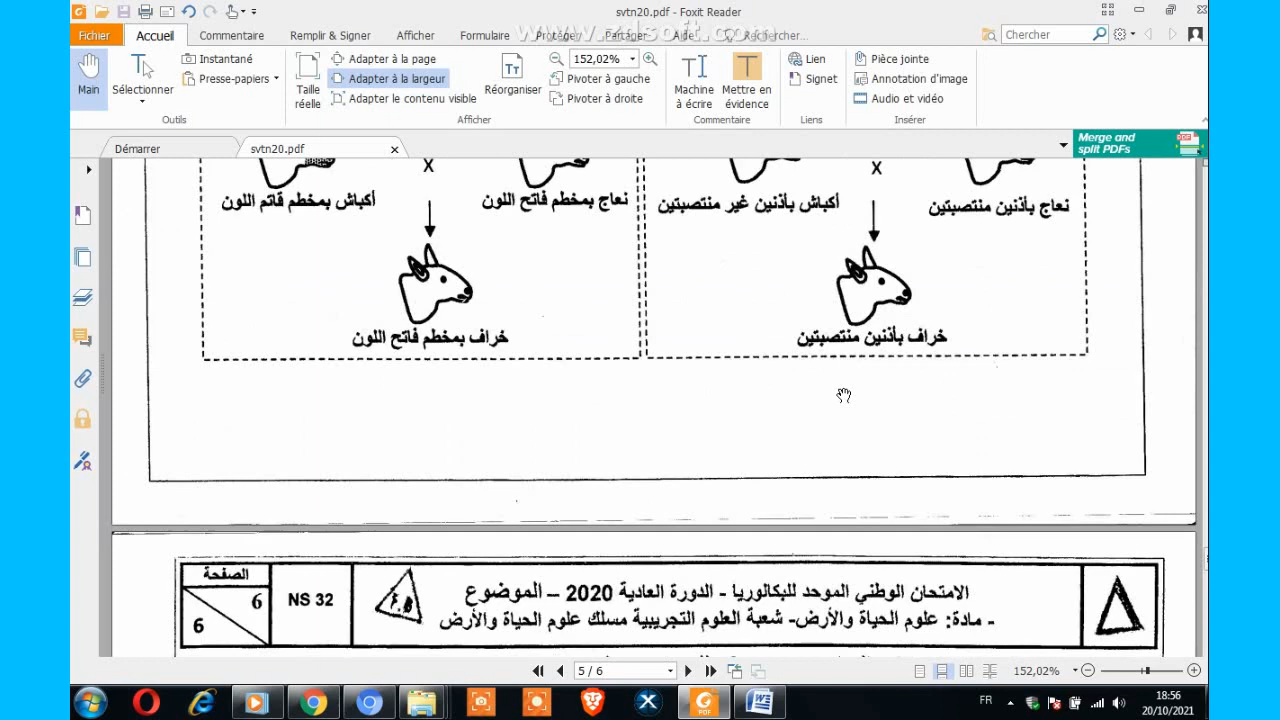 svtn20.pdf - Foxit Reader
www.zdsoft.com
Fichier
Accueil
Commentaire
Remplir & Signer
Afficher
Formulaire
Protéger
Partager
Aide
Rechercher...
Chercher
Main
Sélectionner
Instantané
Presse-papiers
Outils
Taille réelle
Adapter à la page
Adapter à la largeur
Adapter le contenu visible
Réorganiser
152,02%
Pivoter à gauche
Pivoter à droite
Afficher
Machine à écrire
Mettre en évidence
Commentaire
Lien
Signet
Liens
Pièce jointe
Annotation d'image
Audio et vidéo
Insérer
Démarrer
svtn20.pdf
Merge and split PDFs
X
X
نعاج بأذنين منتصبتين
أكباش بأذنين غير منتصبتين
نعاج بمخطم فاتح اللون
أكباش بمخطم قاتم اللون
خراف بأذنين منتصبتين
خراف بمخطم فاتح اللون
الصفحة
6
6
NS 32
الامتحان الوطني الموحد للبكالوريا - الدورة العادية 2020 – الموضوع
- مادة: علوم الحياة والأرض- شعبة العلوم التجريبية مسلك علوم الحياة والأرض
5 / 6
152,02%
FR
18:56
20/10/2021